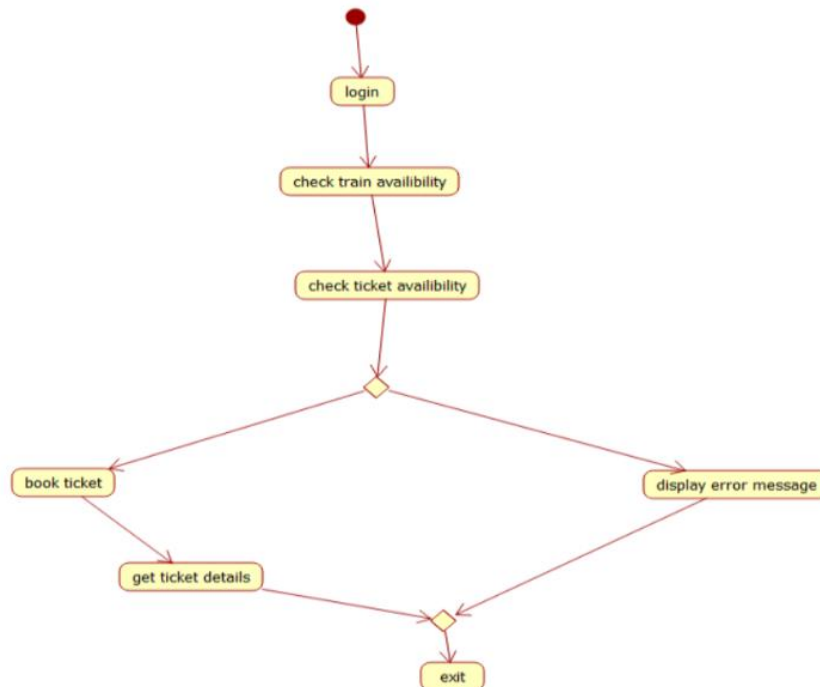 login
check train availibility
check ticket availibility
book ticket
display error message
get ticket details
exit